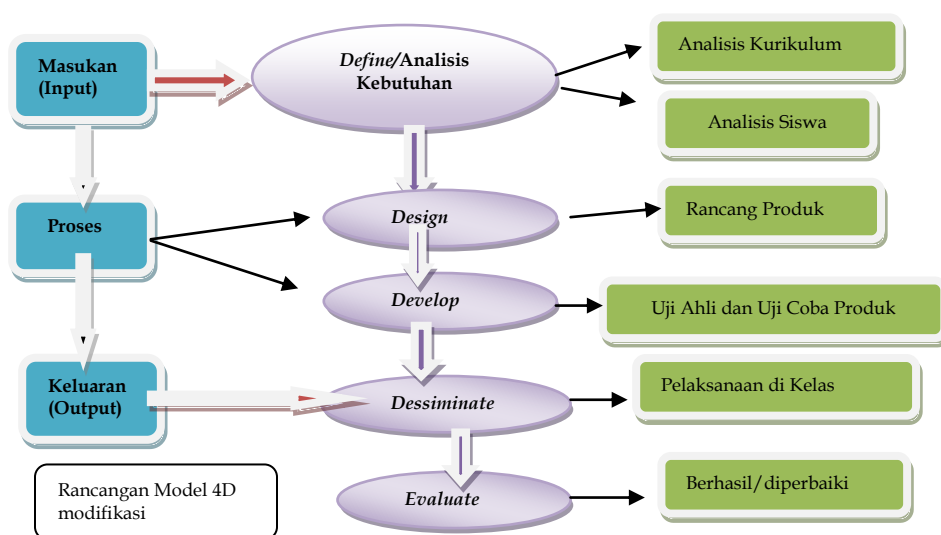 Masukan
(Input)
Define/Analisis
Kebutuhan
Analisis Kurikulum
Analisis Siswa
Proses
Design
Rancang Produk
Develop
Uji Ahli dan Uji Coba Produk
Keluaran
(Output)
Dessiminate
Pelaksanaan di Kelas
Rancangan Model 4D
modifikasi
Evaluate
Berhasil/diperbaiki